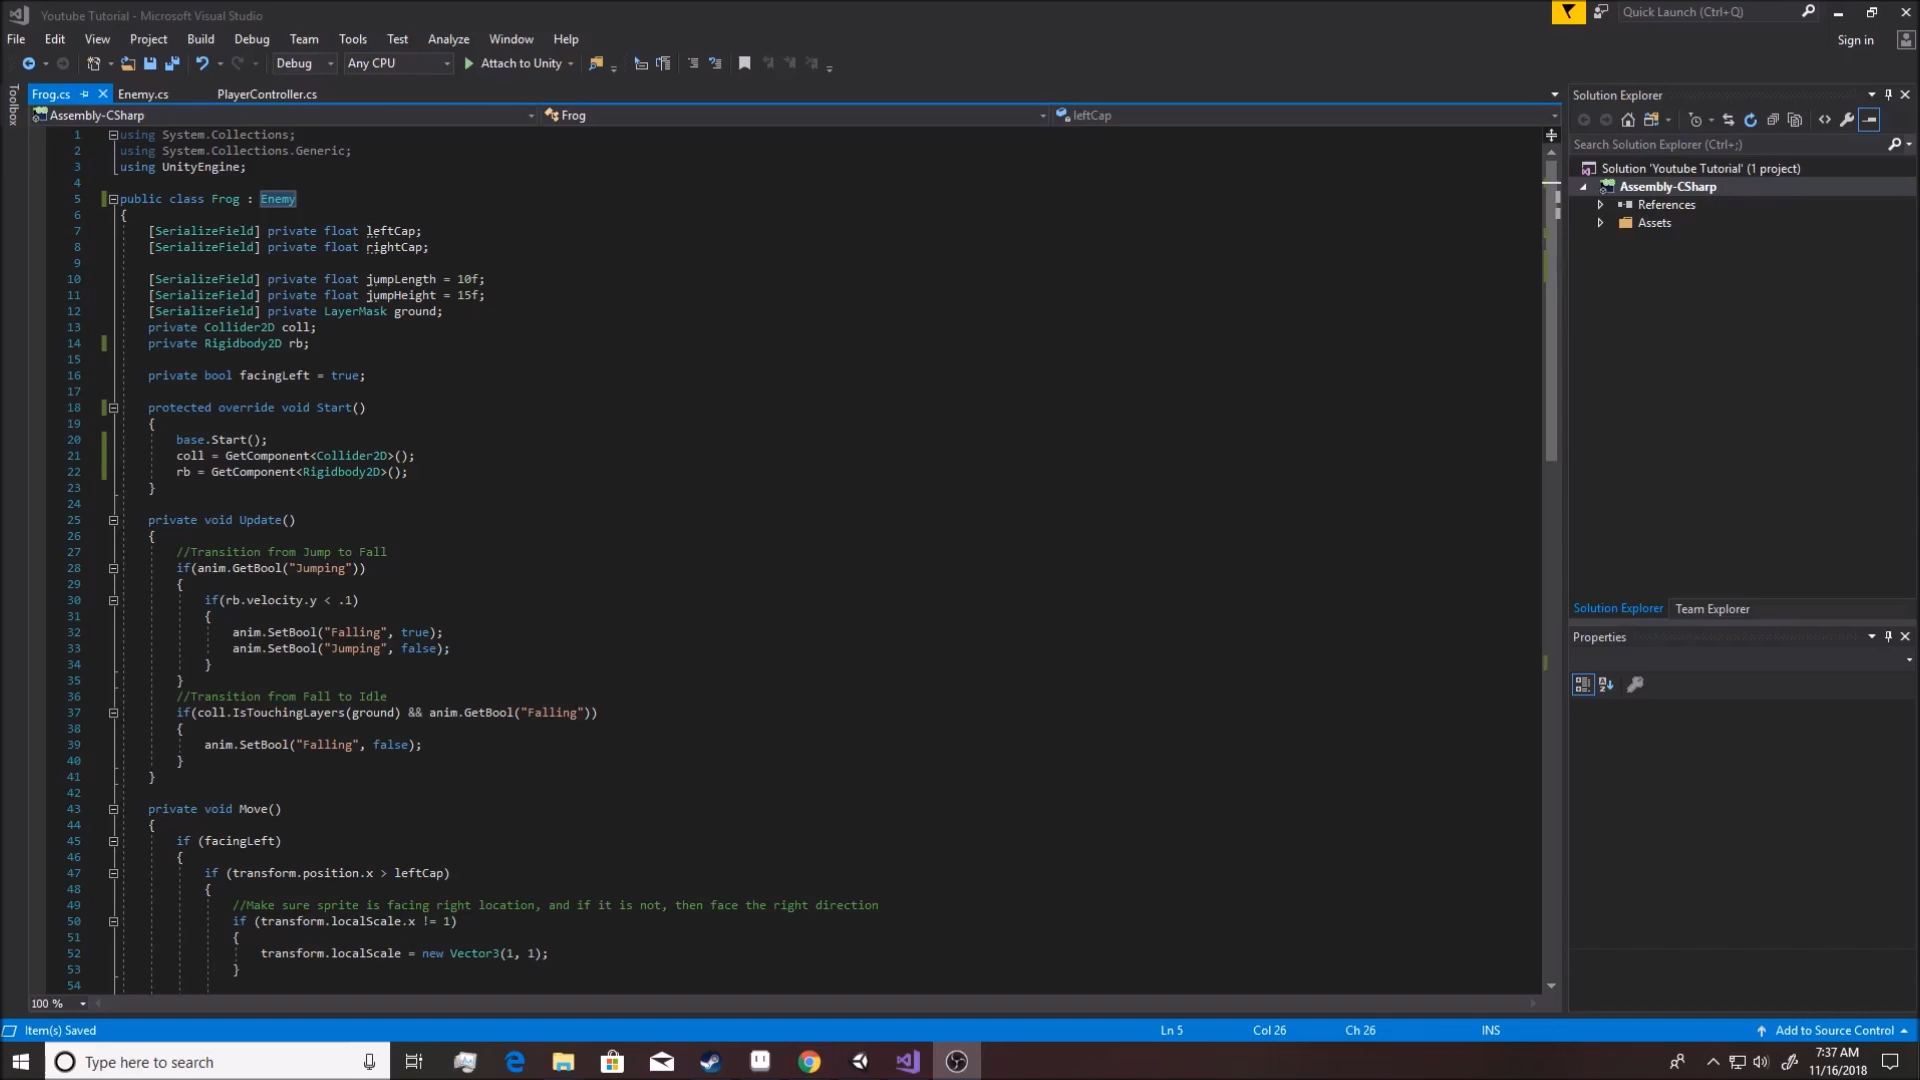 Youtube Tutorial - Microsoft Visual Studio
Quick Launch (Ctrl+Q)
File Edit View Project Build Debug Team Tools Test Analyze Window Help
Sign in
Debug Any CPU Attach to Unity
Toolbox
Frog.cs Enemy.cs PlayerController.cs
Assembly-CSharp Frog leftCap
1 using System.Collections;
2 using System.Collections.Generic;
3 using UnityEngine;
4
5 public class Frog : Enemy
6 {
7 [SerializeField] private float leftCap;
8 [SerializeField] private float rightCap;
9
10 [SerializeField] private float jumpLength = 10f;
11 [SerializeField] private float jumpHeight = 15f;
12 [SerializeField] private LayerMask ground;
13 private Collider2D coll;
14 private Rigidbody2D rb;
15
16 private bool facingLeft = true;
17
18 protected override void Start()
19 {
20 base.Start();
21 coll = GetComponent<Collider2D>();
22 rb = GetComponent<Rigidbody2D>();
23 }
24
25 private void Update()
26 {
27 //Transition from Jump to Fall
28 if(anim.GetBool("Jumping"))
29 {
30 if(rb.velocity.y < .1)
31 {
32 anim.SetBool("Falling", true);
33 anim.SetBool("Jumping", false);
34 }
35 }
36 //Transition from Fall to Idle
37 if(coll.IsTouchingLayers(ground) && anim.GetBool("Falling"))
38 {
39 anim.SetBool("Falling", false);
40 }
41 }
42
43 private void Move()
44 {
45 if (facingLeft)
46 {
47 if (transform.position.x > leftCap)
48 {
49 //Make sure sprite is facing right location, and if it is not, then face the right direction
50 if (transform.localScale.x != 1)
51 {
52 transform.localScale = new Vector3(1, 1);
53 }
54
100 %
Solution Explorer
Search Solution Explorer (Ctrl+;)
Solution 'Youtube Tutorial' (1 project)
Assembly-CSharp
References
Assets
Solution Explorer Team Explorer
Properties
Item(s) Saved Ln 5 Col 26 Ch 26 INS Add to Source Control
Type here to search
7:37 AM
11/16/2018